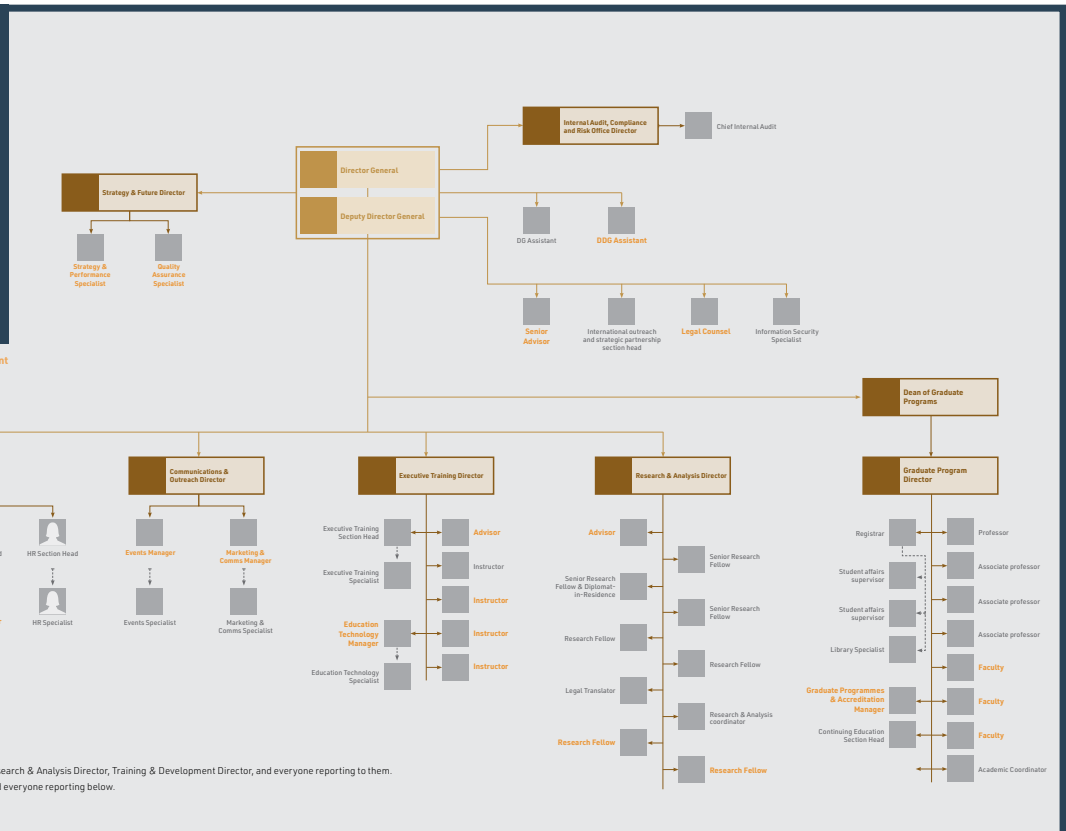 Internal Audit, Compliance
and Risk Office Director
Chief Internal Audit
Director General
Deputy Director General
Strategy & Future Director
Strategy &
Performance
Specialist
Quality
Assurance
Specialist
DG Assistant
DDG Assistant
Senior
Advisor
International outreach
and strategic partnership
section head
Legal Counsel
Information Security
Specialist
nt
Dean of Graduate
Programs
Communications &
Outreach Director
Executive Training Director
Research & Analysis Director
Graduate Program
Director
HR Section Head
HR Specialist
Events Manager
Marketing &
Comms Manager
Events Specialist
Marketing &
Comms Specialist
Executive Training
Section Head
Executive Training
Specialist
Education
Technology
Manager
Education Technology
Specialist
Advisor
Instructor
Instructor
Instructor
Instructor
Advisor
Senior Research
Fellow & Diplomat-
in-Residence
Research Fellow
Legal Translator
Research Fellow
Senior Research
Fellow
Senior Research
Fellow
Research Fellow
Research & Analysis
coordinator
Research Fellow
Registrar
Student affairs
supervisor
Student affairs
supervisor
Library Specialist
Graduate Programmes
& Accreditation
Manager
Continuing Education
Section Head
Professor
Associate professor
Associate professor
Associate professor
Faculty
Faculty
Faculty
Academic Coordinator
earch & Analysis Director, Training & Development Director, and everyone reporting to them.
everyone reporting below.